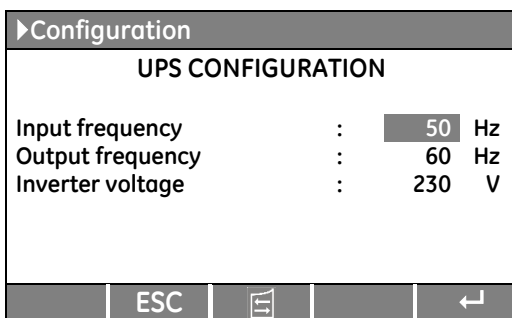 Configuration
UPS CONFIGURATION
Input frequency : 50 Hz
Output frequency : 60 Hz
Inverter voltage : 230 V
ESC